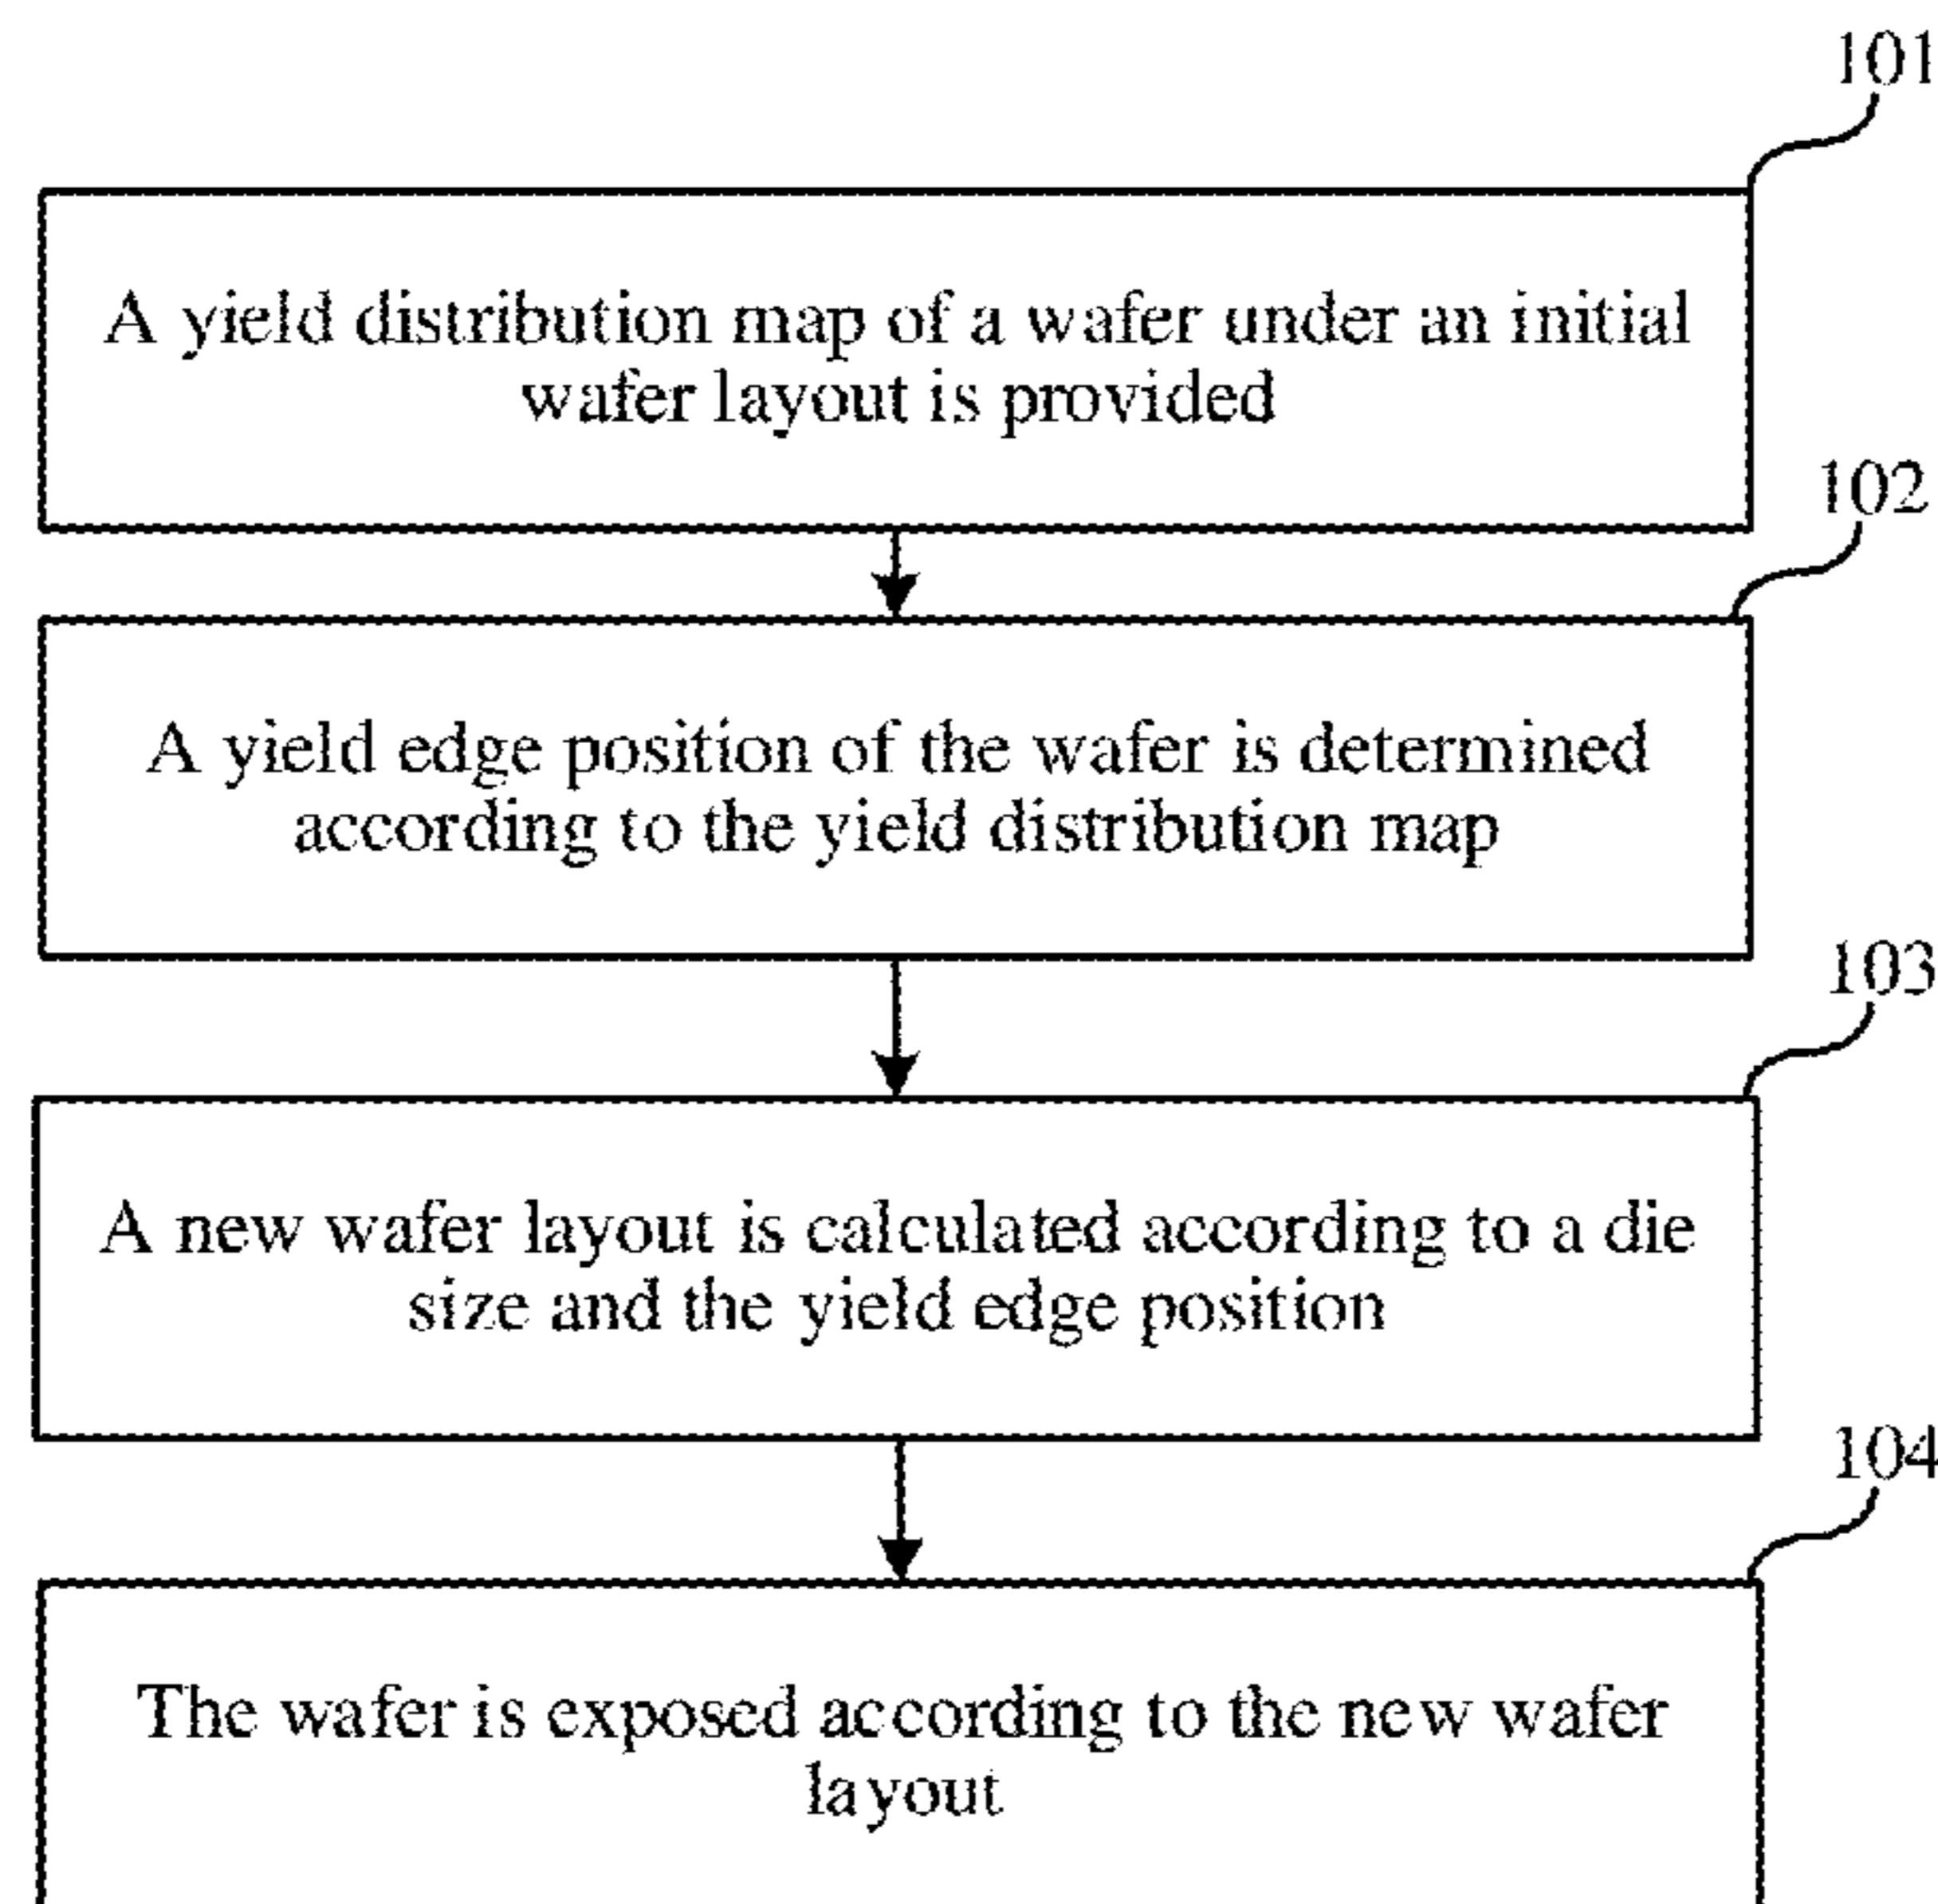 101
A yield distribution map of a wafer under an initial
wafer layout is provided
102
A yield edge position of the wafer is determined
according to the yield distribution map
103
A new wafer layout is calculated according to a die
size and the yield edge position
104
The wafer is exposed according to the new wafer
layout